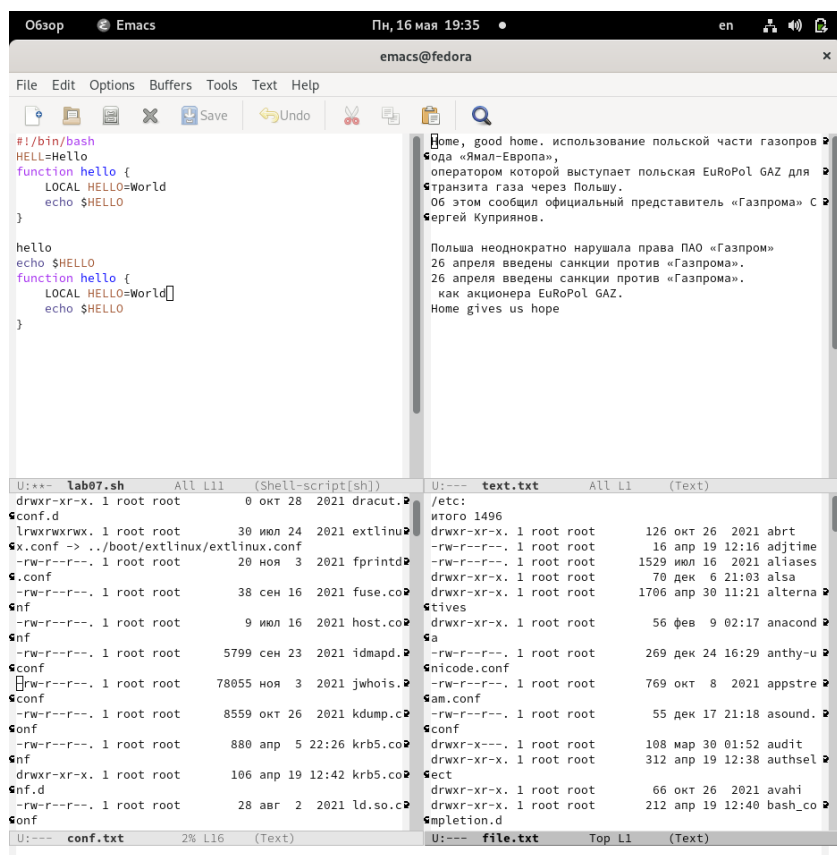 Обзор Emacs Пн, 16 мая 19:35 en
emacs@fedora
File Edit Options Buffers Tools Text Help
Save Undo
#!/bin/bash
HELL=Hello
function hello {
    LOCAL HELLO=World
    echo $HELLO
}
hello
echo $HELLO
function hello {
    LOCAL HELLO=World
    echo $HELLO
}
U:**-  lab07.sh       All L11    (Shell-script[sh])
Home, good home. использование польской части газопров
ода «Ямал-Европа»,
оператором которой выступает польская EuRoPol GAZ для
транзита газа через Польшу.
Об этом сообщил официальный представитель «Газпрома» С
ергей Куприянов.
Польша неоднократно нарушала права ПАО «Газпром»
26 апреля введены санкции против «Газпрома».
26 апреля введены санкции против «Газпрома».
 как акционера EuRoPol GAZ.
Home gives us hope
U:---  text.txt       All L1     (Text)
drwxr-xr-x. 1 root root         0 окт 28  2021 dracut.
conf.d
lrwxrwxrwx. 1 root root        30 июл 24  2021 extlinu
x.conf -> ../boot/extlinux/extlinux.conf
-rw-r--r--. 1 root root        20 ноя  3  2021 fprintd
.conf
-rw-r--r--. 1 root root        38 сен 16  2021 fuse.co
nf
-rw-r--r--. 1 root root         9 июл 16  2021 host.co
nf
-rw-r--r--. 1 root root      5799 сен 23  2021 idmapd.
conf
-rw-r--r--. 1 root root     78055 ноя  3  2021 jwhois.
conf
-rw-r--r--. 1 root root      8559 окт 26  2021 kdump.c
onf
-rw-r--r--. 1 root root       880 апр  5 22:26 krb5.co
nf
drwxr-xr-x. 1 root root       106 апр 19 12:42 krb5.co
nf.d
-rw-r--r--. 1 root root        28 авг  2  2021 ld.so.c
onf
U:---  conf.txt        2% L16    (Text)
/etc:
итого 1496
drwxr-xr-x. 1 root root       126 окт 26  2021 abrt
-rw-r--r--. 1 root root        16 апр 19 12:16 adjtime
-rw-r--r--. 1 root root      1529 июл 16  2021 aliases
drwxr-xr-x. 1 root root        70 дек  6 21:03 alsa
drwxr-xr-x. 1 root root      1706 апр 30 11:21 alterna
tives
drwxr-xr-x. 1 root root        56 фев  9 02:17 anacond
a
-rw-r--r--. 1 root root       269 дек 24 16:29 anthy-u
nicode.conf
-rw-r--r--. 1 root root       769 окт  8  2021 appstre
am.conf
-rw-r--r--. 1 root root        55 дек 17 21:18 asound.
conf
drwxr-x---. 1 root root       108 мар 30 01:52 audit
drwxr-xr-x. 1 root root       312 апр 19 12:38 authsel
ect
drwxr-xr-x. 1 root root        66 окт 26  2021 avahi
drwxr-xr-x. 1 root root       212 апр 19 12:40 bash_co
mpletion.d
U:---  file.txt       Top L1     (Text)